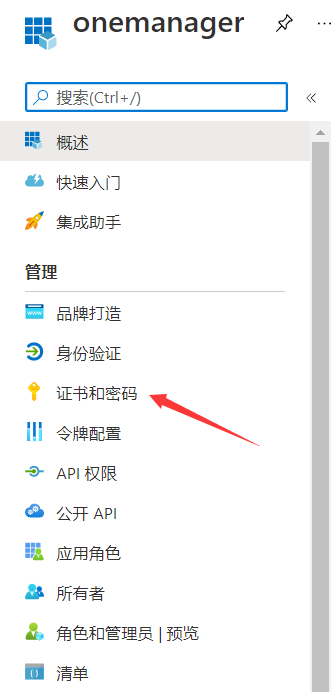 onemanager
搜索(Ctrl+/)
概述
快速入门
集成助手
管理
品牌打造
身份验证
证书和密码
令牌配置
API 权限
公开 API
应用角色
所有者
角色和管理员 | 预览
清单